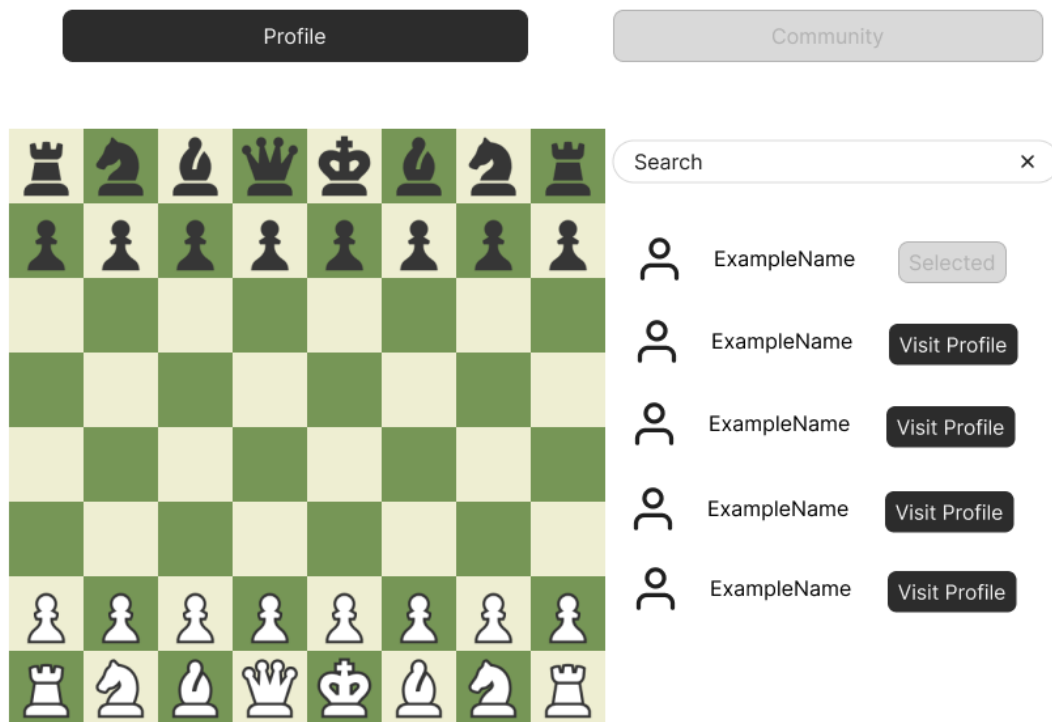 Profile
Community
Search
ExampleName
Selected
ExampleName
Visit Profile
ExampleName
Visit Profile
ExampleName
Visit Profile
ExampleName
Visit Profile